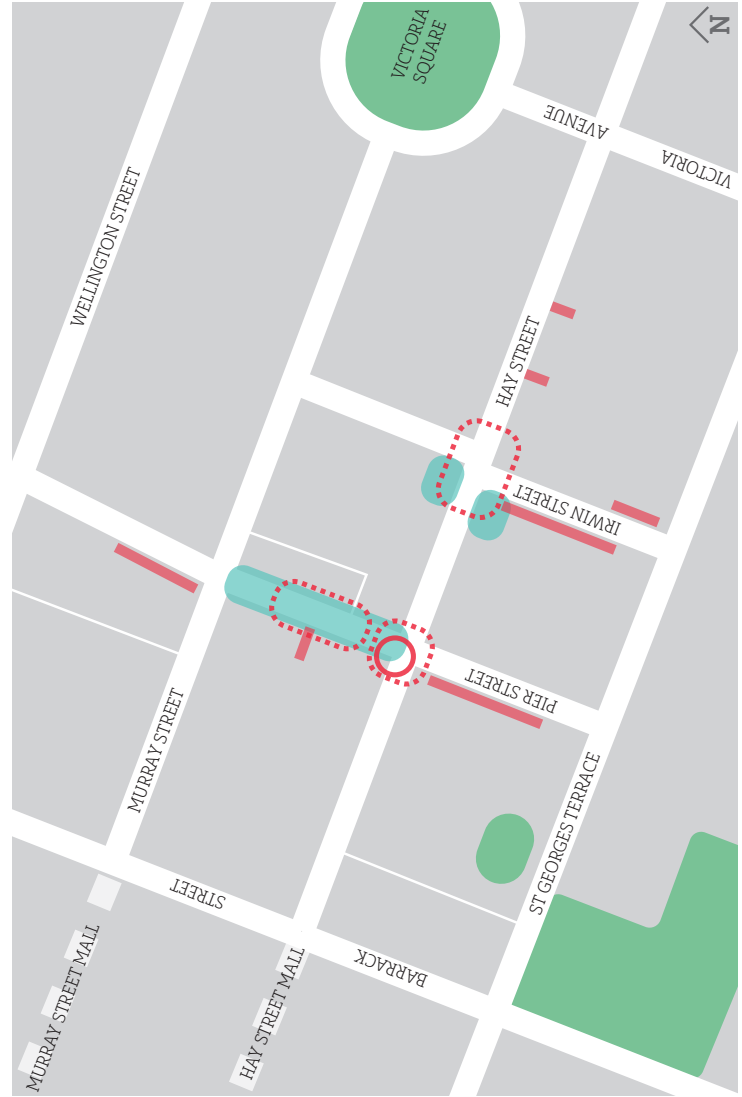 N
VICTORIA
SQUARE
AVENUE
VICTORIA
WELLINGTON STREET
HAY STREET
IRWIN STREET
PIER STREET
MURRAY STREET
ST GEORGES TERRACE
STREET
BARRACK
MURRAY STREET MALL
HAY STREET MALL